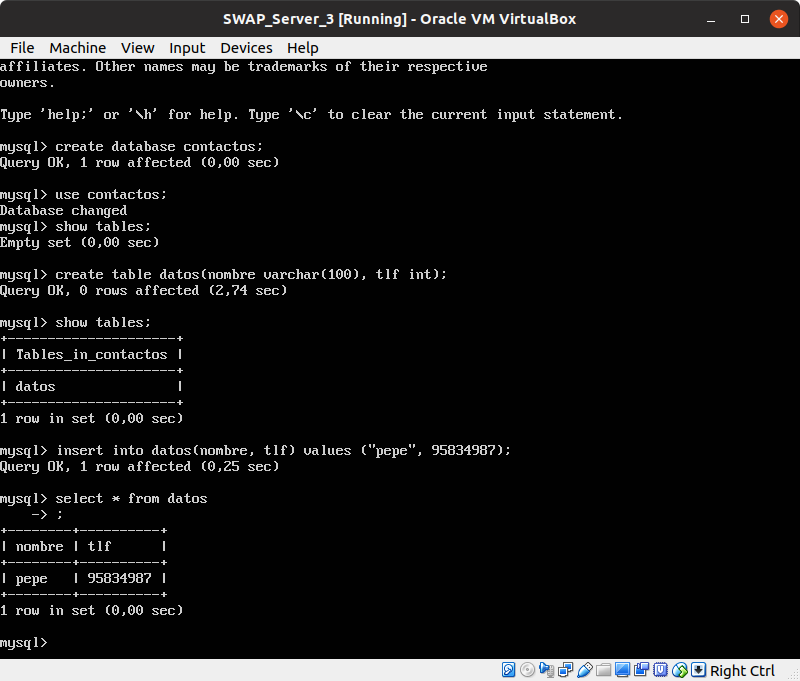 SWAP_Server_3 [Running] - Oracle VM VirtualBox
File Machine View Input Devices Help
affiliates. Other names may be trademarks of their respective
owners.
Type 'help;' or '\h' for help. Type '\c' to clear the current input statement.
mysql> create database contactos;
Query OK, 1 row affected (0,00 sec)
mysql> use contactos;
Database changed
mysql> show tables;
Empty set (0,00 sec)
mysql> create table datos(nombre varchar(100), tlf int);
Query OK, 0 rows affected (2,74 sec)
mysql> show tables;
+---------------------+
| Tables_in_contactos |
+---------------------+
| datos               |
+---------------------+
1 row in set (0,00 sec)
mysql> insert into datos(nombre, tlf) values ("pepe", 95834987);
Query OK, 1 row affected (0,25 sec)
mysql> select * from datos
    -> ;
+--------+----------+
| nombre | tlf      |
+--------+----------+
| pepe   | 95834987 |
+--------+----------+
1 row in set (0,00 sec)
mysql>
Right Ctrl